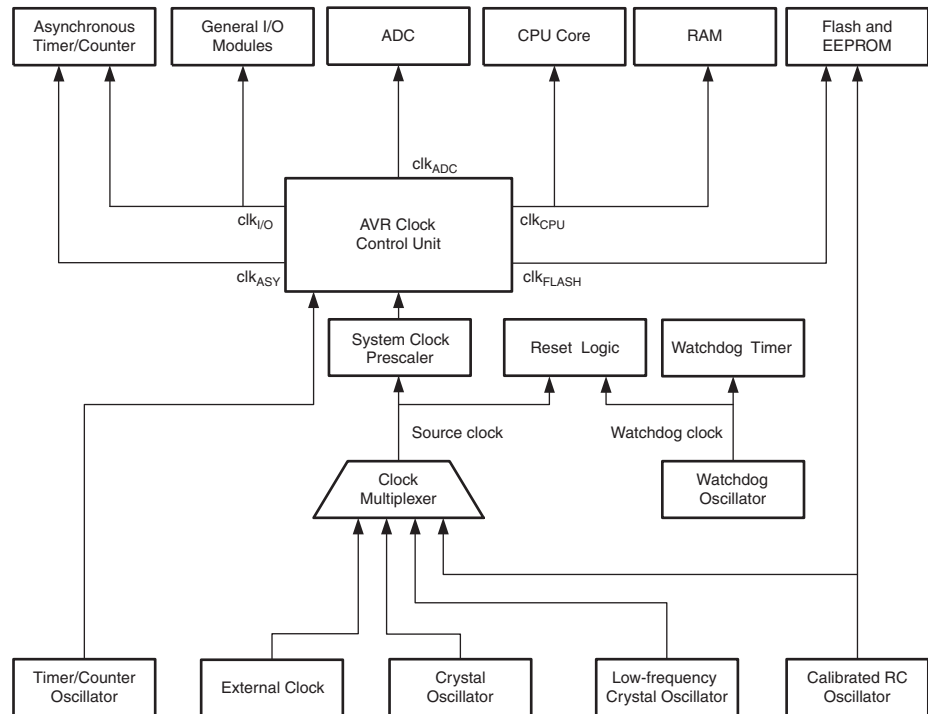 Asynchronous
Timer/Counter
General I/O
Modules
ADC
CPU Core
RAM
Flash and
EEPROM
clkADC
clkI/O
AVR Clock
Control Unit
clkCPU
clkASY
clkFLASH
System Clock
Prescaler
Reset Logic
Watchdog Timer
Source clock
Watchdog clock
Clock
Multiplexer
Watchdog
Oscillator
Timer/Counter
Oscillator
External Clock
Crystal
Oscillator
Low-frequency
Crystal Oscillator
Calibrated RC
Oscillator